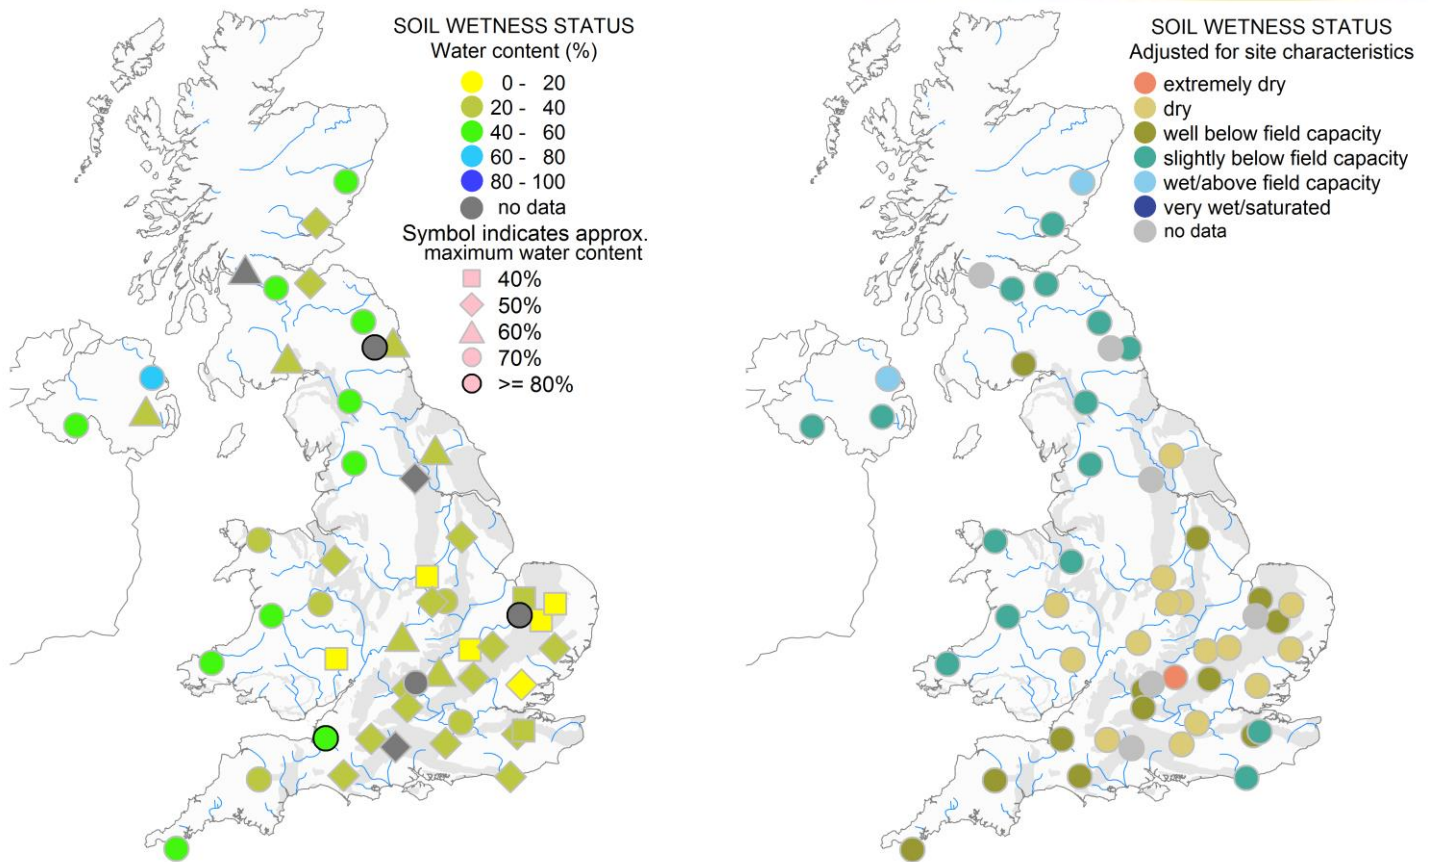 SOIL WETNESS STATUS
Water content (%)
0 - 20
20 - 40
40 - 60
60 - 80
80 - 100
no data
Symbol indicates approx.
maximum water content
40%
50%
60%
70%
>= 80%
SOIL WETNESS STATUS
Adjusted for site characteristics
extremely dry
dry
well below field capacity
slightly below field capacity
wet/above field capacity
very wet/saturated
no data